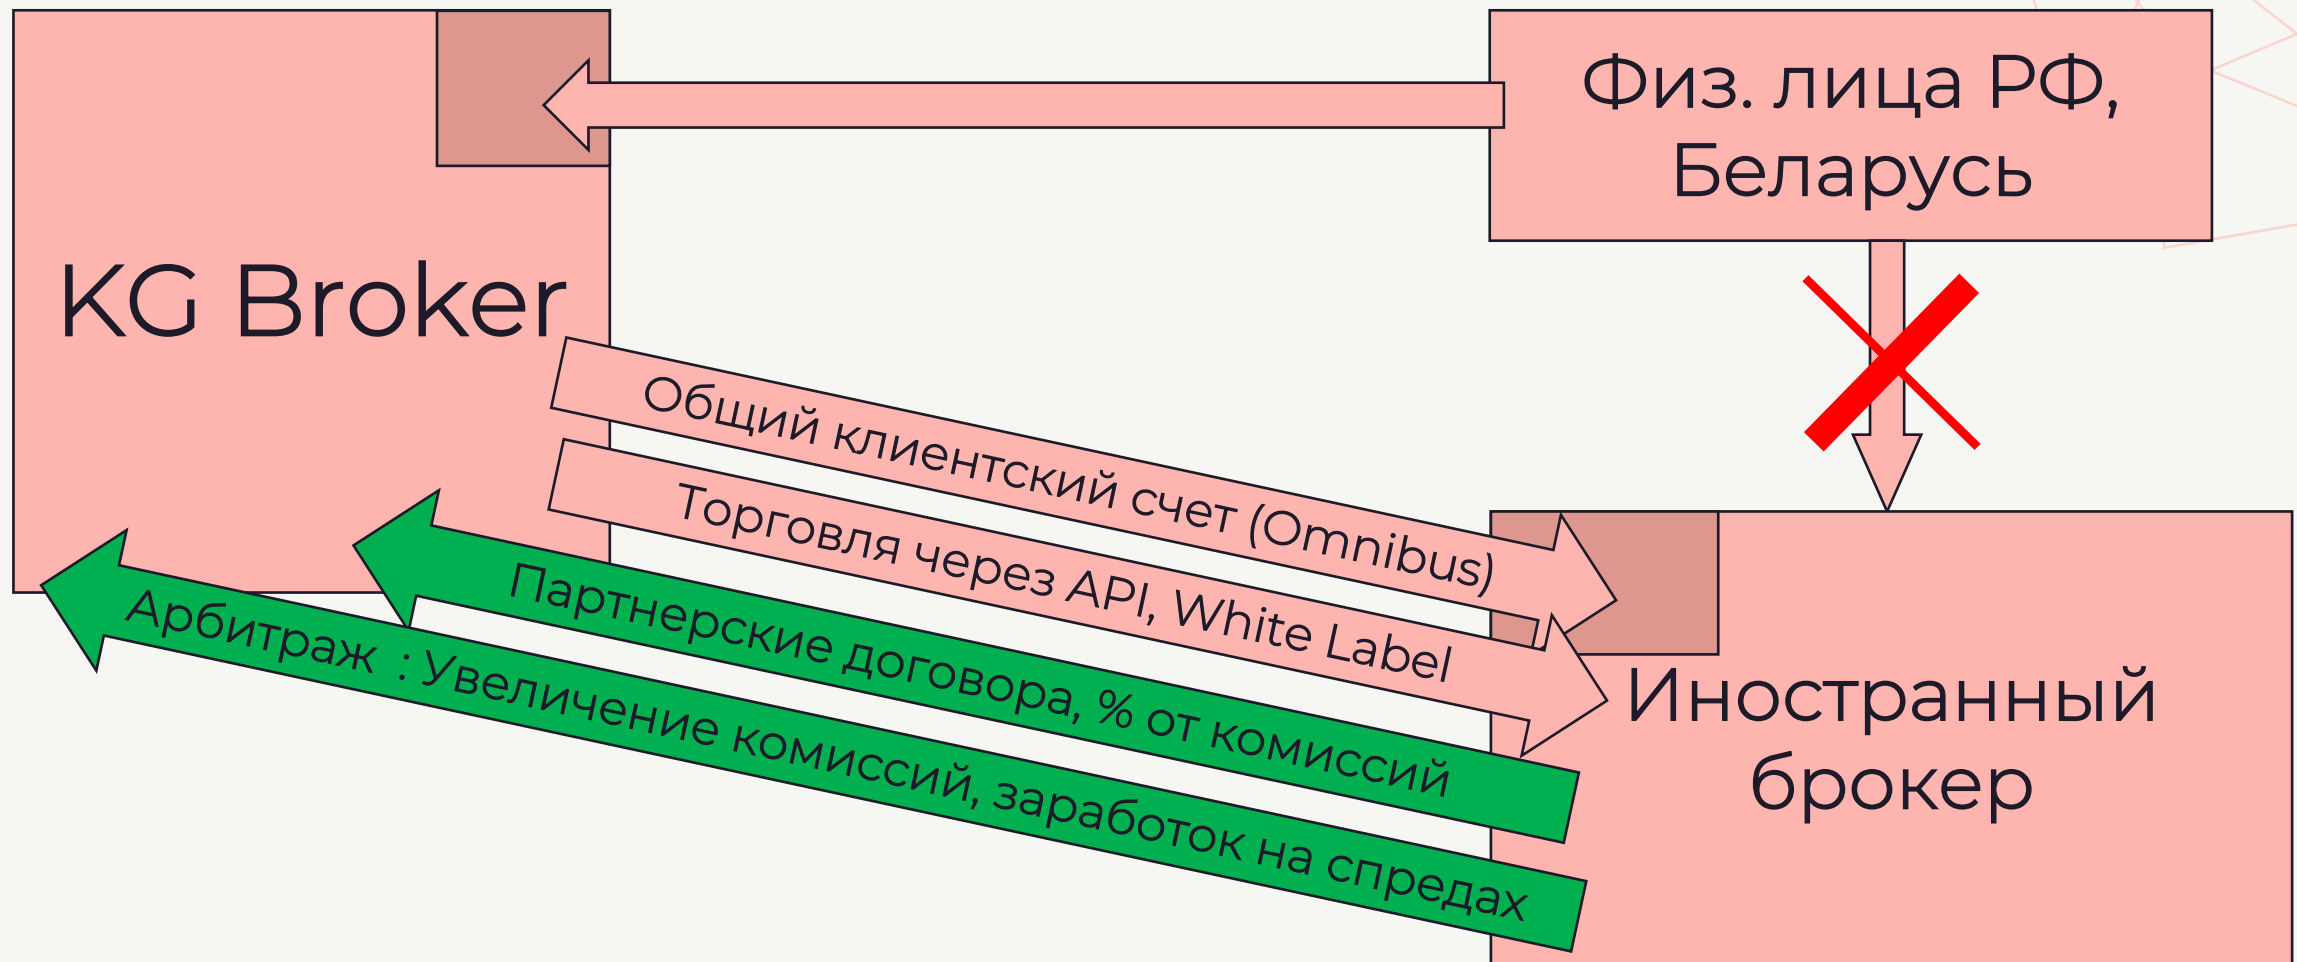 Физ. лица РФ,
Беларусь
KG Broker
Общий клиентский счет (Omnibus)
Торговля через API, White Label
Партнерские договора, % от комиссий
Арбитраж  : Увеличение комиссий, заработок на спредах
Иностранный
брокер